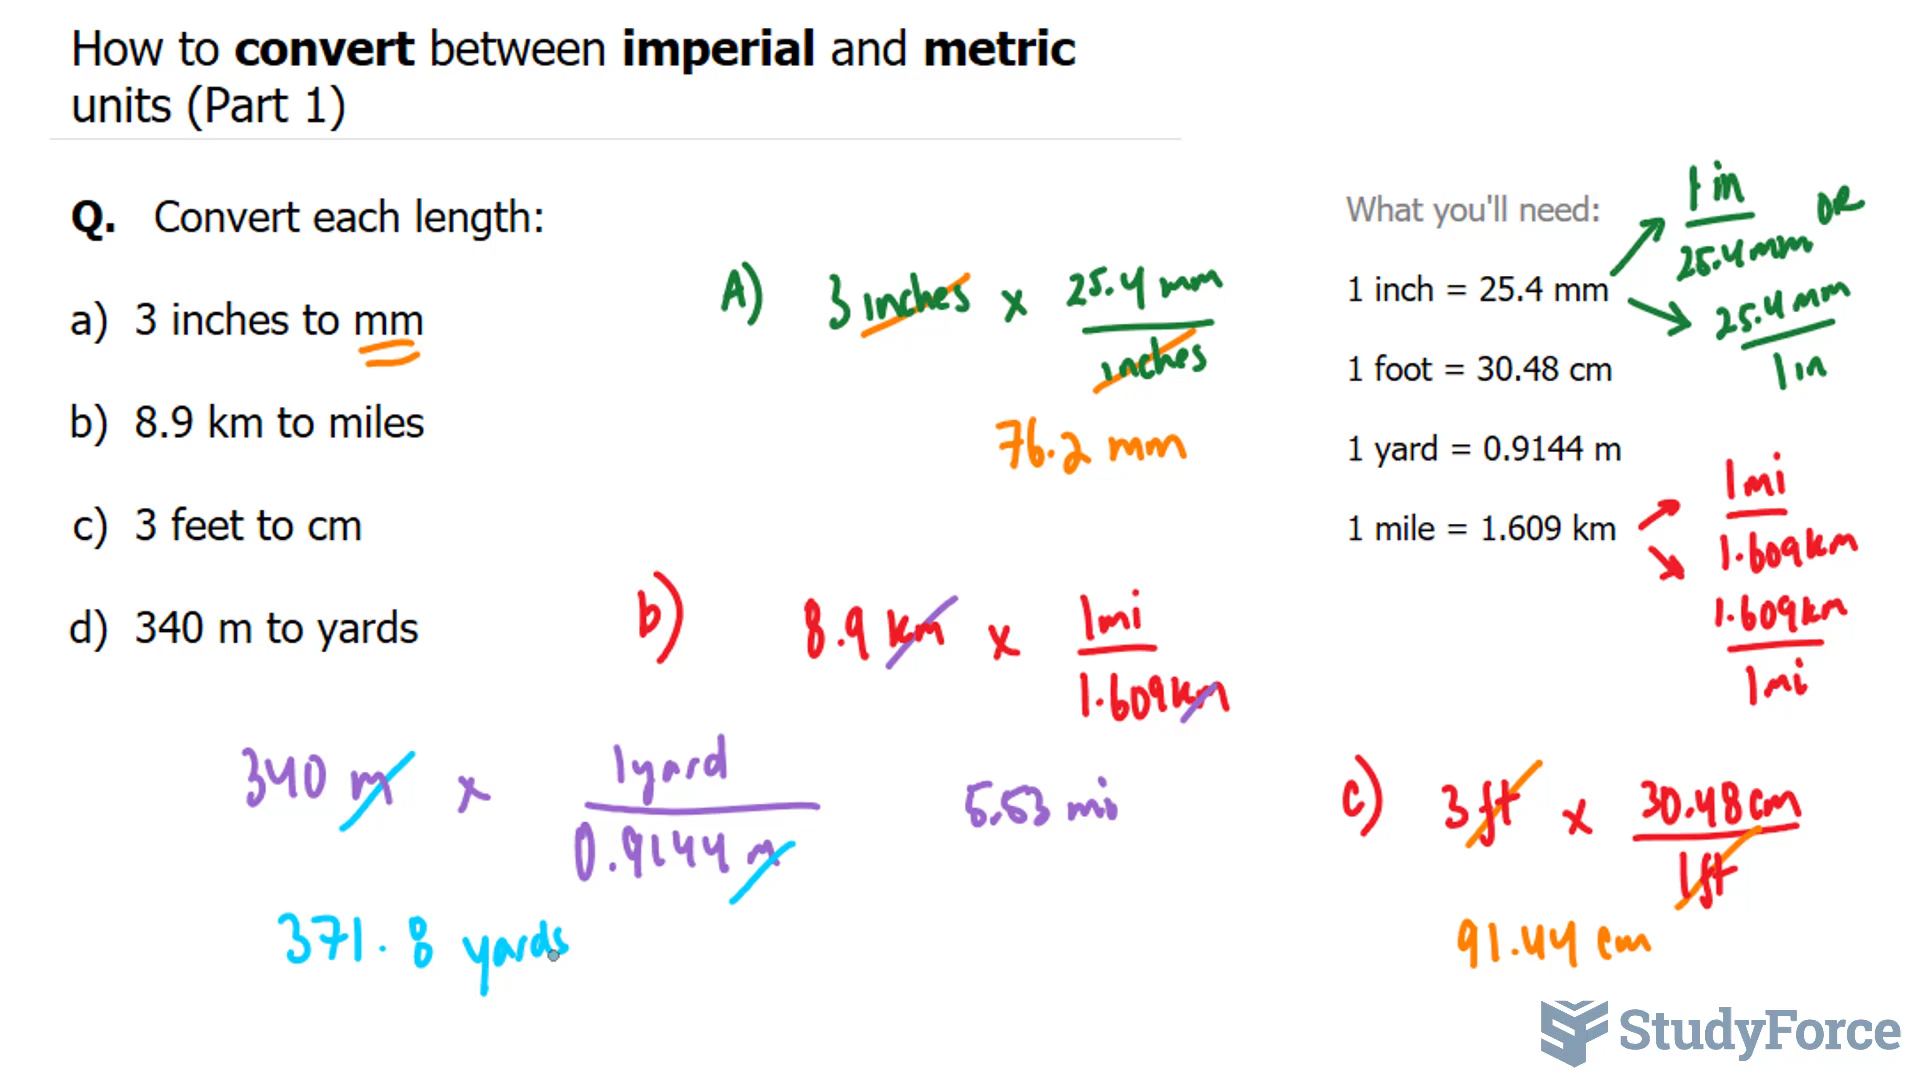 How to convert between imperial and metric
units (Part 1)
Q. Convert each length:
a) 3 inches to mm
b) 8.9 km to miles
c) 3 feet to cm
d) 340 m to yards
A) 3 inches x 25.4 mm
inches
76.2 mm
What you'll need:
1 inch = 25.4 mm
1 foot = 30.48 cm
1 yard = 0.9144 m
1 mile = 1.609 km
1 in
25.4 mm
OR
25.4 mm
1 in
1 mi
1.609 km
1.609 km
1 mi
b) 8.9 km x 1 mi
1.609 km
5.53 mi
c) 3 ft x 30.48 cm
1 ft
91.44 cm
340 m x 1 yard
0.9144 m
371.8 yards
StudyForce